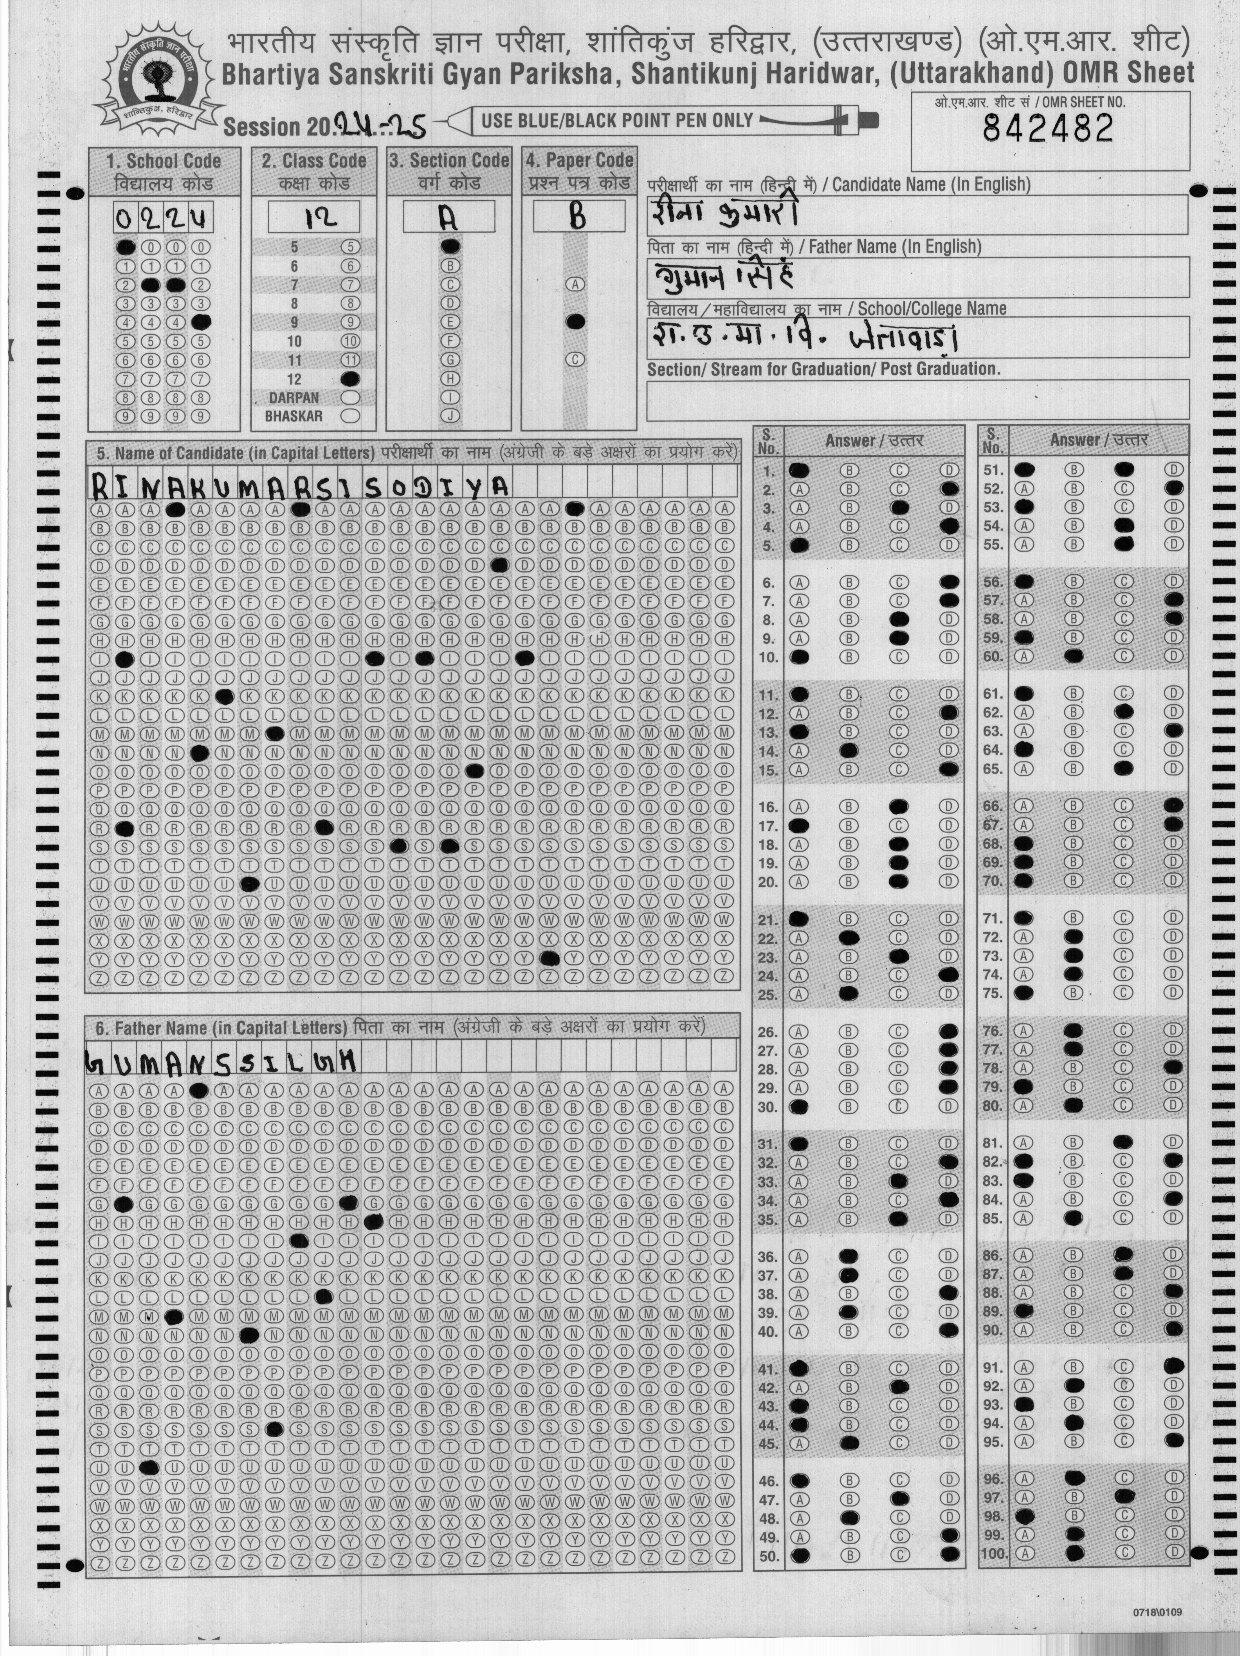 भारतीय संस्कृति ज्ञान परीक्षा, शांतिकुंज हरिद्वार, (उत्तराखण्ड) (ओ.एम.आर. शीट)
Bhartiya Sanskriti Gyan Pariksha, Shantikunj Haridwar, (Uttarakhand) OMR Sheet
Session 2024-25
USE BLUE/BLACK POINT PEN ONLY
ओ.एम.आर. शीट सं / OMR SHEET NO.
842482
1. School Code
विद्यालय कोड
0224
2. Class Code
कक्षा कोड
12
5
6
7
8
9
10
11
12
DARPAN
BHASKAR
3. Section Code
वर्ग कोड
A
4. Paper Code
प्रश्न पत्र कोड
B
परीक्षार्थी का नाम (हिन्दी में) / Candidate Name (In English)
रीना कुमारी
पिता का नाम (हिन्दी में) / Father Name (In English)
गुमान सिंह
विद्यालय / महाविद्यालय का नाम / School/College Name
रा.उ.मा.वि.
Section/ Stream for Graduation/ Post Graduation.
5. Name of Candidate (in Capital Letters) परीक्षार्थी का नाम (अंग्रेजी के बड़े अक्षरों का प्रयोग करें)
RINAKUMARSISODIYA
6. Father Name (in Capital Letters) पिता का नाम (अंग्रेजी के बड़े अक्षरों का प्रयोग करें)
GUMANSSILGH
S. No. Answer / उत्तर
S. No. Answer / उत्तर
0718\0109